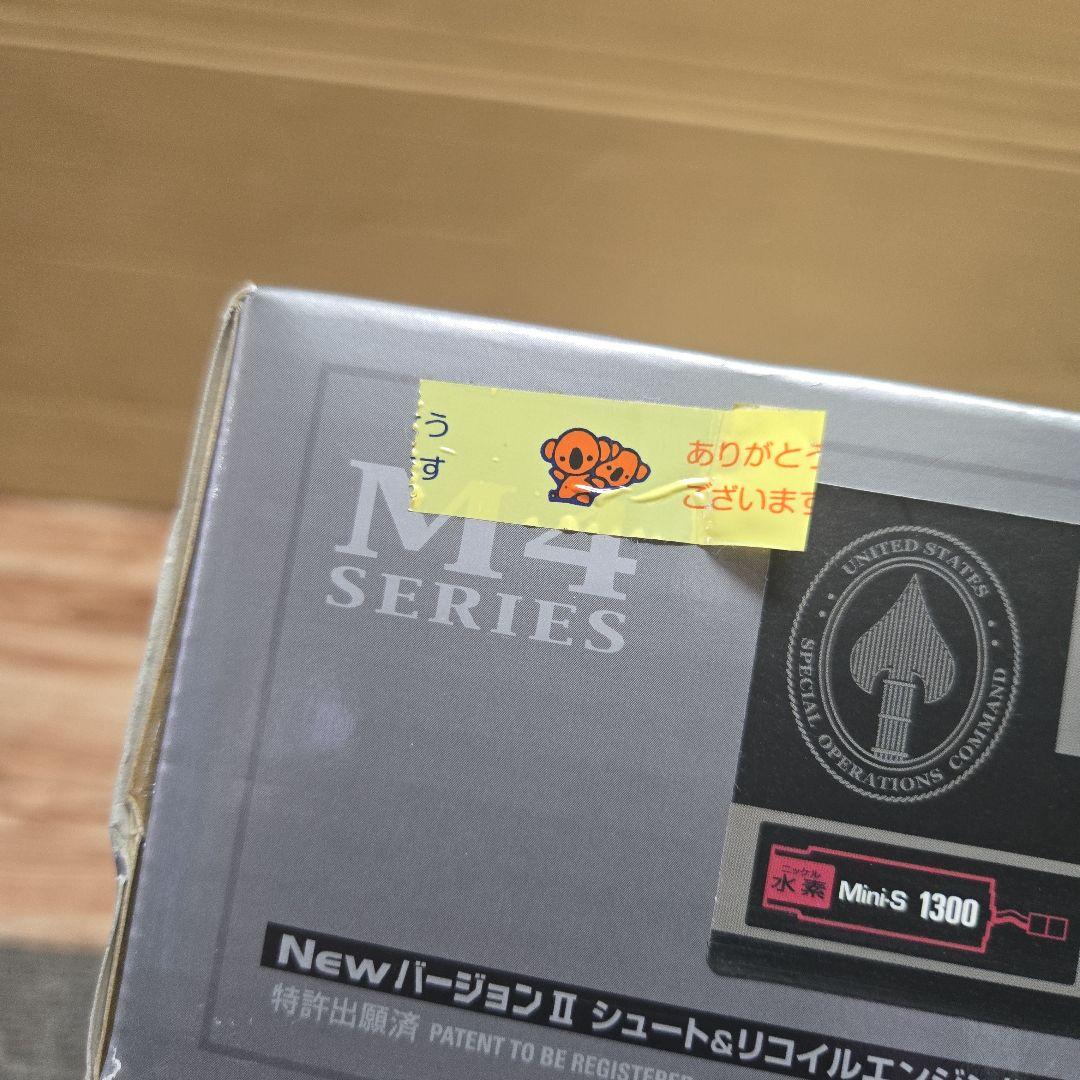 う
す
ありがとう
ございます
M4
SERIES
UNITED STATES
SPECIAL OPERATIONS COMMAND
ニッケル
水素
Mini-S 1300
NEWバージョンⅡ シュート&リコイルエンジン
特許出願済 PATENT TO BE REGISTERED